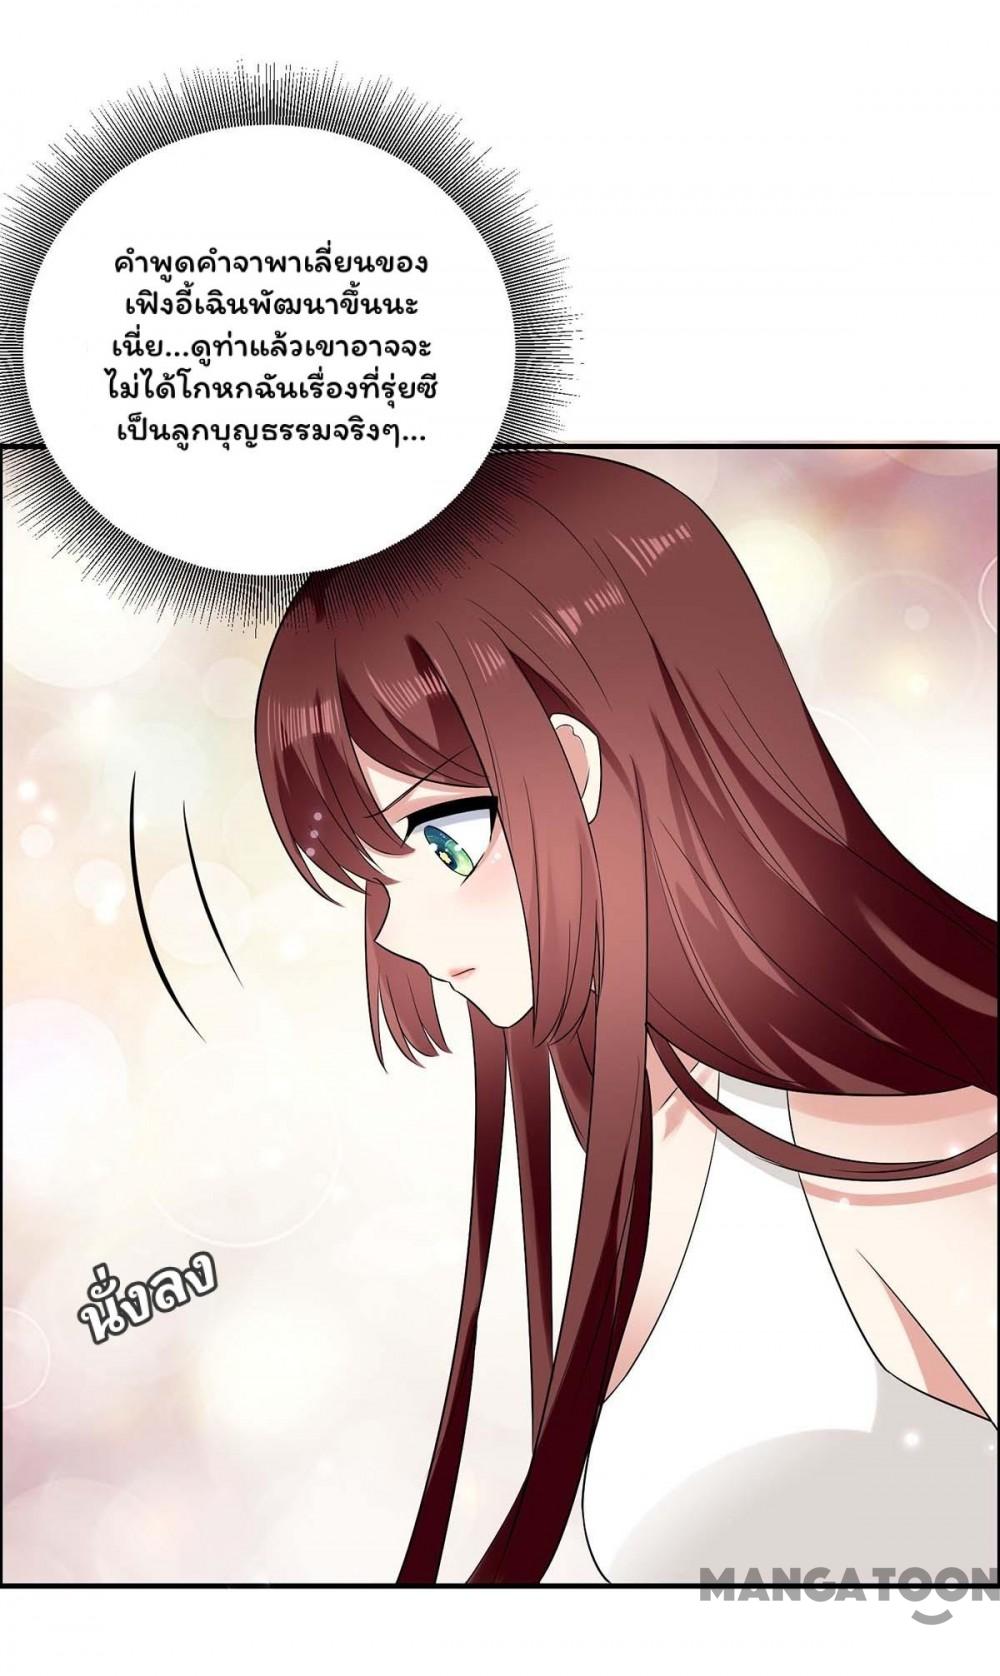 คำพูดคำจาพาเลี่ยนของ
เฟิงอี้เฉินพัฒนาขึ้นนะ
เนี่ย...ดูท่าแล้วเขาอาจจะ
ไม่ได้โกหกฉันเรื่องที่รุ่ยซี
เป็นลูกบุญธรรมจริงๆ...
นั่งลง
MANGATOON